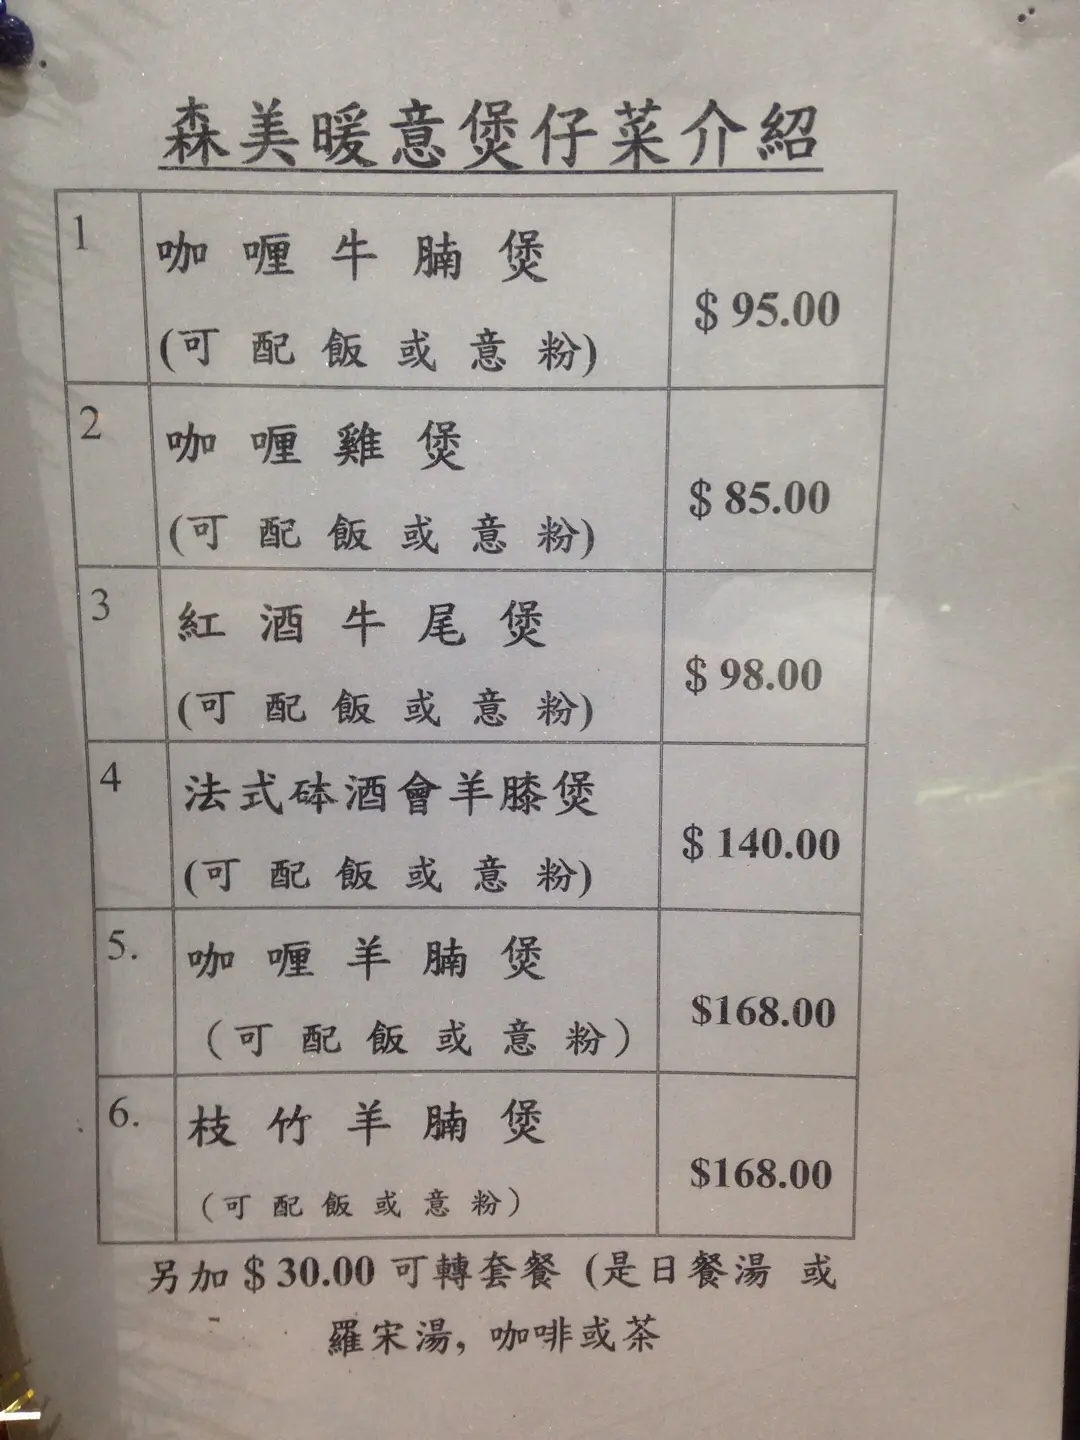 森美暖意煲仔菜介紹
1
咖喱牛腩煲
(可配飯或意粉)
$ 95.00
2
咖喱雞煲
(可配飯或意粉)
$ 85.00
3
紅酒牛尾煲
(可配飯或意粉)
$ 98.00
4
法式砵酒會羊膝煲
(可配飯或意粉)
$ 140.00
5.
咖喱羊腩煲
（可配飯或意粉）
$168.00
6.
枝竹羊腩煲
（可配飯或意粉）
$168.00
另加 $ 30.00 可轉套餐 (是日餐湯 或
羅宋湯, 咖啡或茶